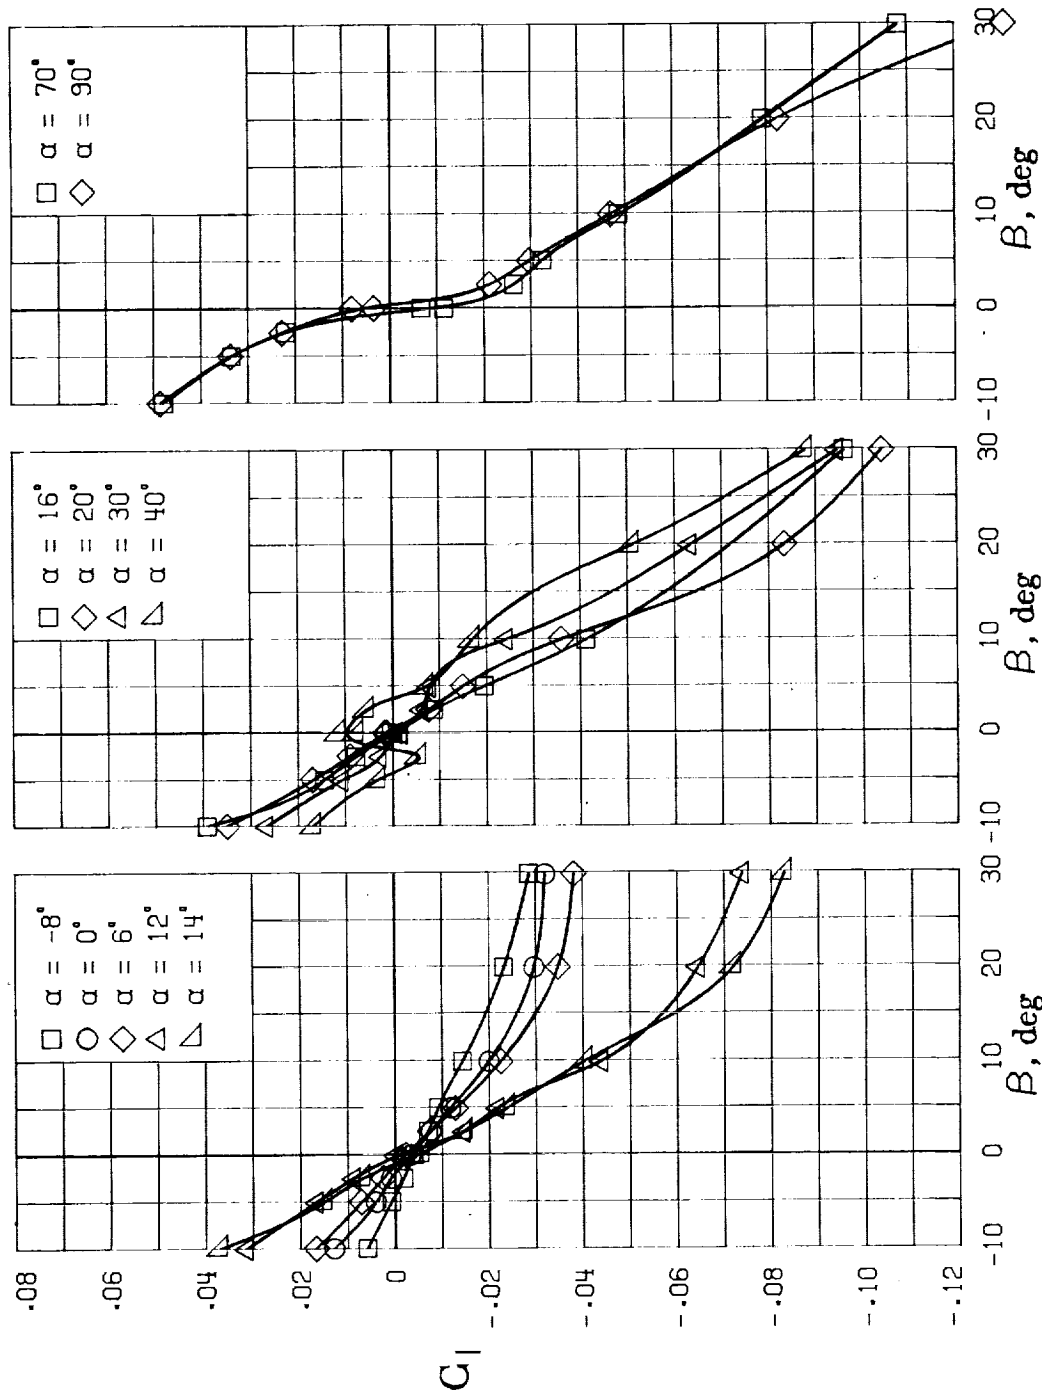 .08
.06
.04
.02
0
-.02
-.04
-.06
-.08
-.10
-.12
C_l
α = -8°
α = 0°
α = 6°
α = 12°
α = 14°
-10
0
10
20
30
β, deg
α = 16°
α = 20°
α = 30°
α = 40°
-10
0
10
20
30
β, deg
α = 70°
α = 90°
-10
- 0
10
20
30
β, deg